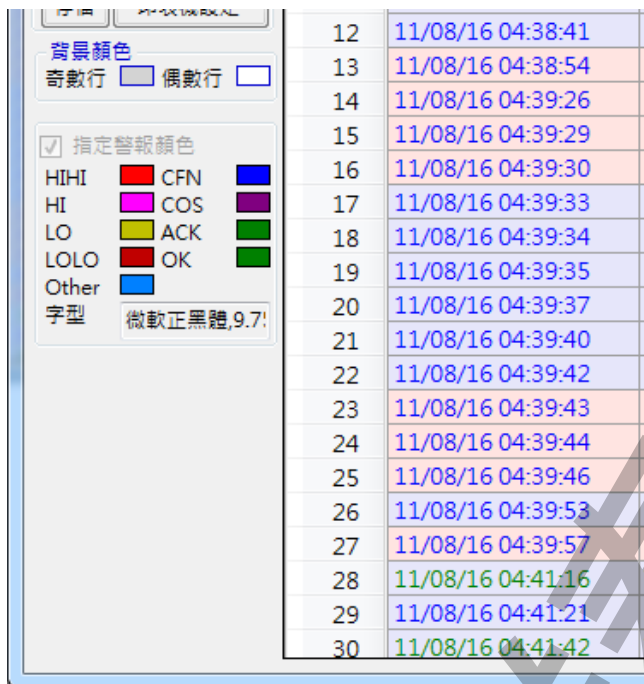 背景顏色
奇數行 偶數行
指定警報顏色
HIHI CFN
HI COS
LO ACK
LOLO OK
Other
字型 微軟正黑體,9.75
12 11/08/16 04:38:41
13 11/08/16 04:38:54
14 11/08/16 04:39:26
15 11/08/16 04:39:29
16 11/08/16 04:39:30
17 11/08/16 04:39:33
18 11/08/16 04:39:34
19 11/08/16 04:39:35
20 11/08/16 04:39:37
21 11/08/16 04:39:40
22 11/08/16 04:39:42
23 11/08/16 04:39:43
24 11/08/16 04:39:44
25 11/08/16 04:39:46
26 11/08/16 04:39:53
27 11/08/16 04:39:57
28 11/08/16 04:41:16
29 11/08/16 04:41:21
30 11/08/16 04:41:42